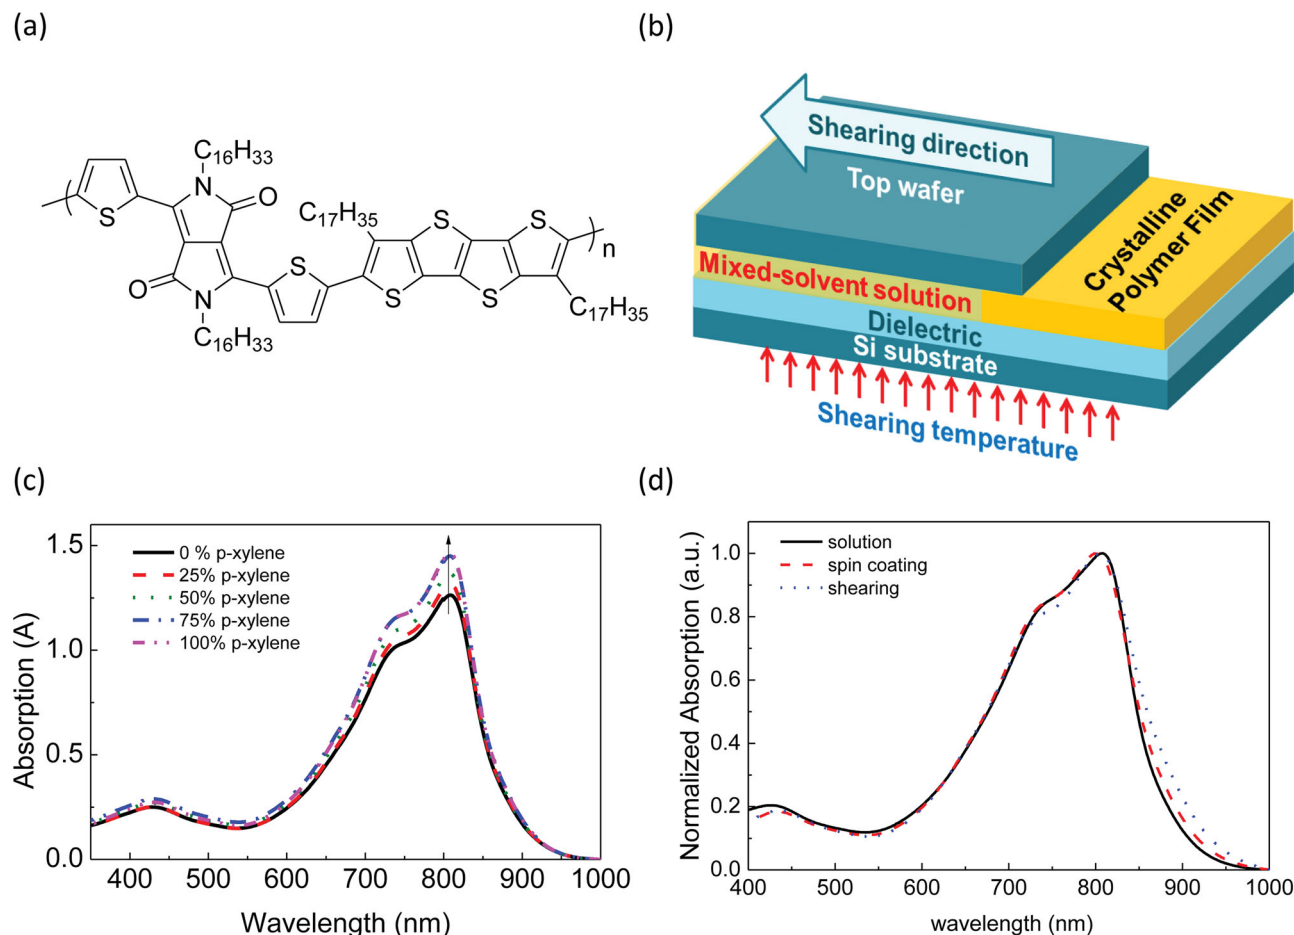 (a)
C16H33
N
O
S
O
N
C16H33
S
C17H35
S
S
S
S
S
C17H35
n
(b)
Shearing direction
Top wafer
Crystalline
Polymer Film
Mixed-solvent solution
Dielectric
Si substrate
Shearing temperature
(c)
1.5
1.0
0.5
0.0
Absorption (A)
0 % p-xylene
25% p-xylene
50% p-xylene
75% p-xylene
100% p-xylene
400 500 600 700 800 900 1000
Wavelength (nm)
(d)
1.0
0.8
0.6
0.4
0.2
0.0
Normalized Absorption (a.u.)
solution
spin coating
shearing
400 500 600 700 800 900 1000
wavelength (nm)